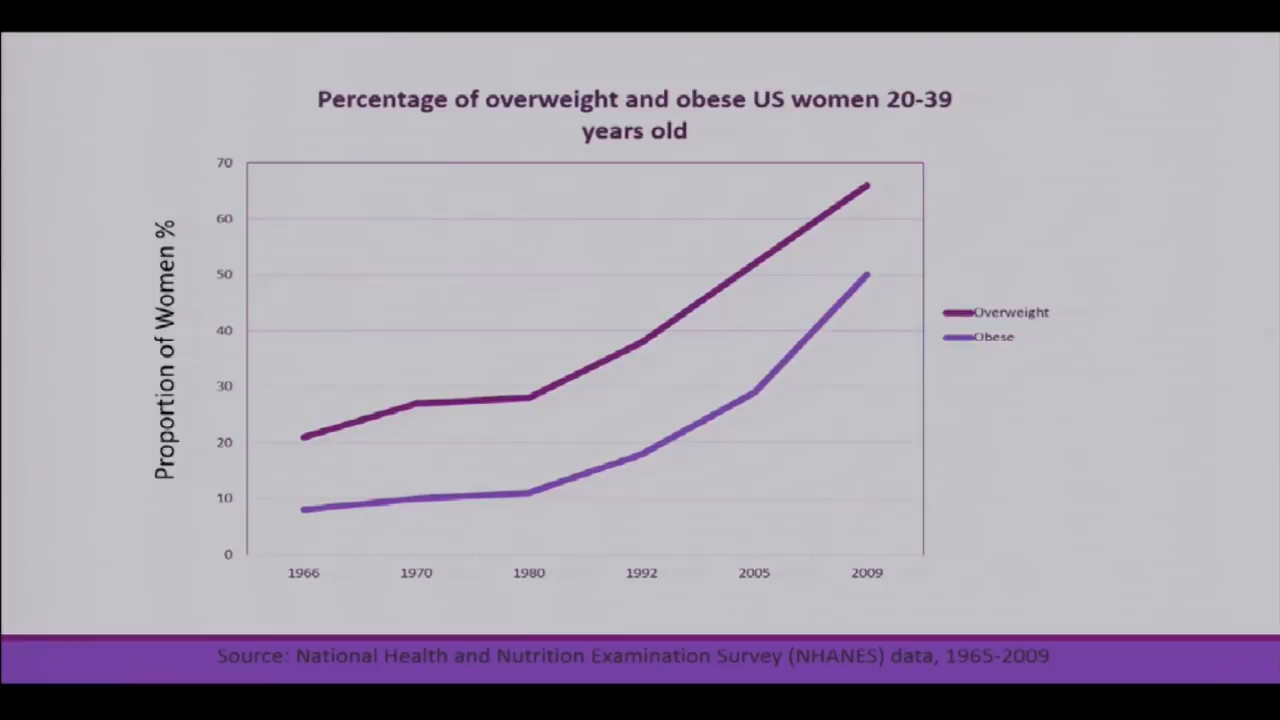 Percentage of overweight and obese US women 20-39
years old
Proportion of Women %
70
60
50
40
30
20
10
0
1966 1970 1980 1992 2005 2009
Overweight
Obese
Source: National Health and Nutrition Examination Survey (NHANES) data, 1965-2009